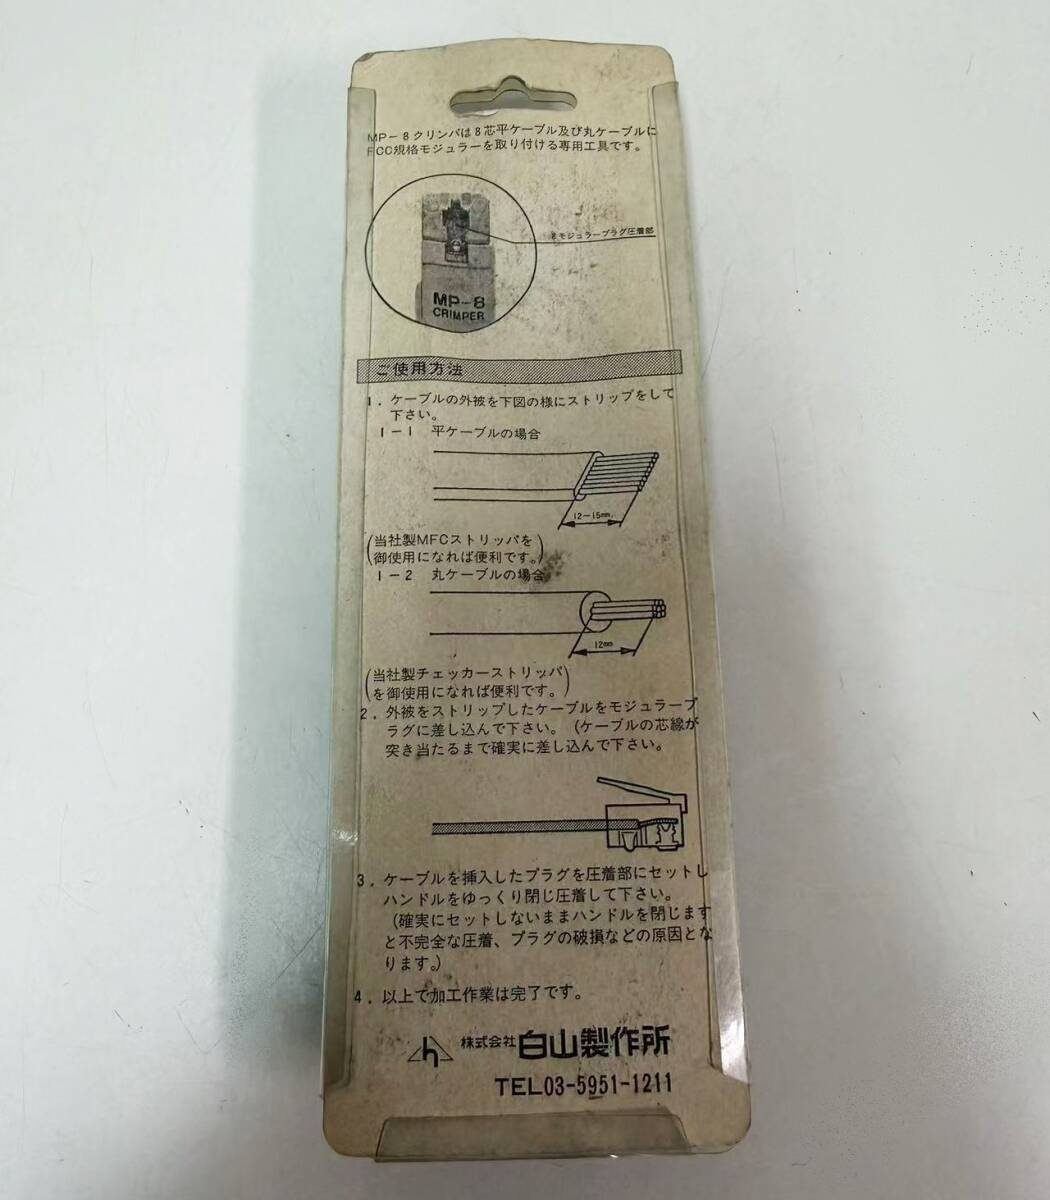 MP-8クリンパは8芯平ケーブル及び丸ケーブルに
FCC規格モジュラーを取り付ける専用工具です。
8モジュラープラグ圧着部
MP-8
CRIMPER
ご使用方法
1. ケーブルの外被を下図の様にストリップをして
下さい。
1-1 平ケーブルの場合
12-15mm
(当社製MFCストリッパを
御使用になれば便利です。)
1-2 丸ケーブルの場合
12mm
(当社製チェッカーストリッパ
を御使用になれば便利です。)
2. 外被をストリップしたケーブルをモジュラープ
ラグに差し込んで下さい。(ケーブルの芯線が
突き当たるまで確実に差し込んで下さい。
3. ケーブルを挿入したプラグを圧着部にセットし
ハンドルをゆっくり閉じ圧着して下さい。
(確実にセットしないままハンドルを閉じます
と不完全な圧着、プラグの破損などの原因とな
ります。)
4. 以上で加工作業は完了です。
h 株式会社 白山製作所
TEL03-5951-1211